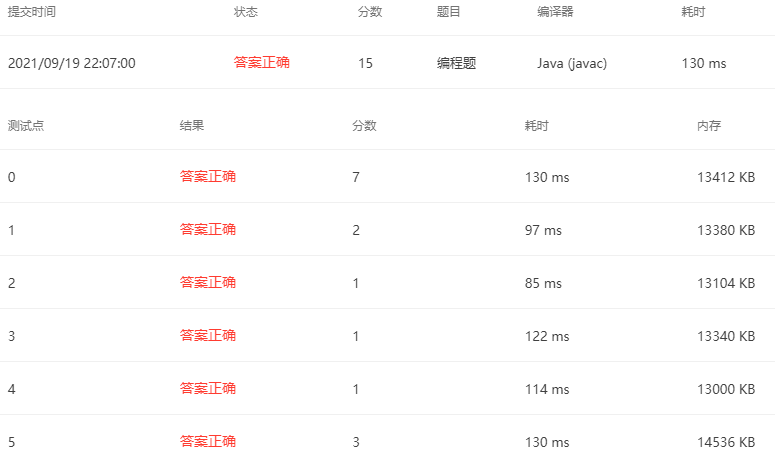 提交时间 状态 分数 题目 编译器 耗时
2021/09/19 22:07:00 答案正确 15 编程题 Java (javac) 130 ms
测试点 结果 分数 耗时 内存
0 答案正确 7 130 ms 13412 KB
1 答案正确 2 97 ms 13380 KB
2 答案正确 1 85 ms 13104 KB
3 答案正确 1 122 ms 13340 KB
4 答案正确 1 114 ms 13000 KB
5 答案正确 3 130 ms 14536 KB